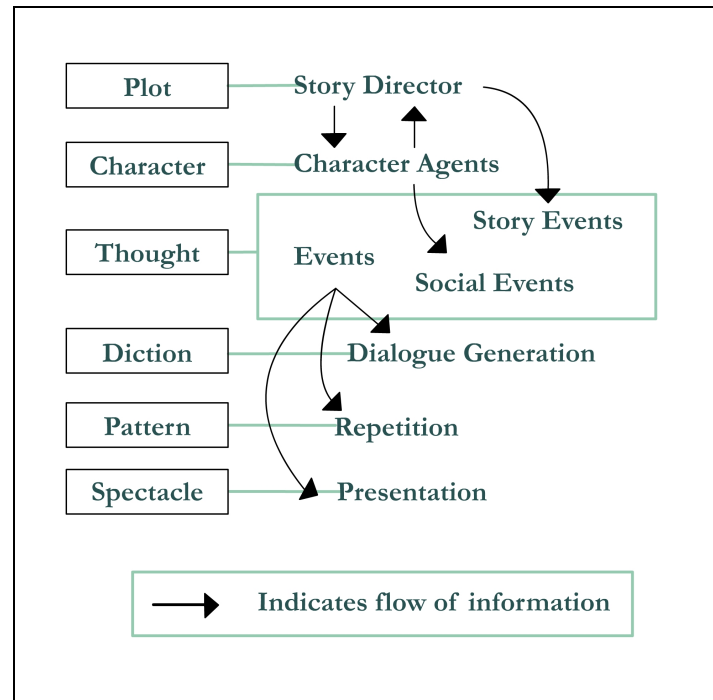 Plot
Story Director
Character
Character Agents
Story Events
Thought
Events
Social Events
Diction
Dialogue Generation
Pattern
Repetition
Spectacle
Presentation
Indicates flow of information